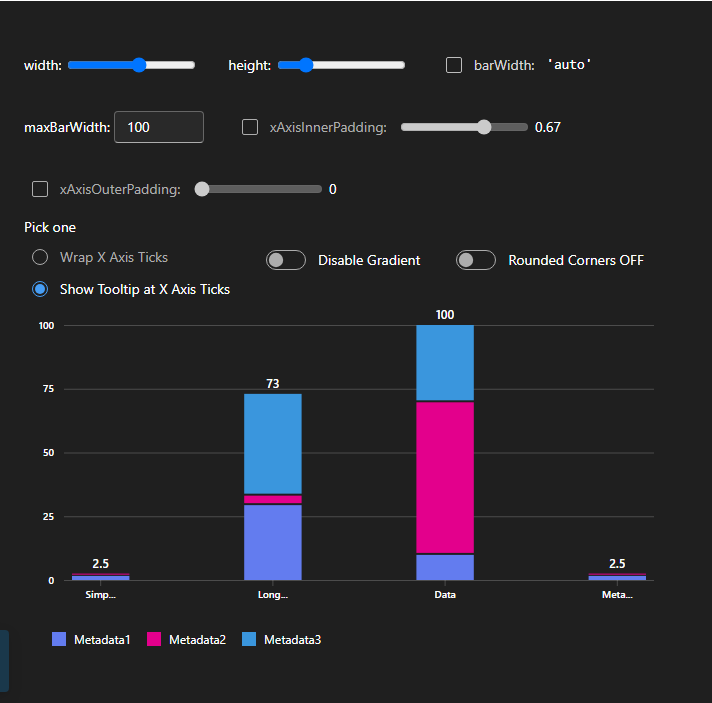 width: height: barWidth: 'auto'
maxBarWidth: 100 xAxisInnerPadding: 0.67
xAxisOuterPadding: 0
Pick one
Wrap X Axis Ticks Disable Gradient Rounded Corners OFF
Show Tooltip at X Axis Ticks
100
100
75
73
50
25
2.5 2.5
0
Simp... Long... Data Meta...
Metadata1 Metadata2 Metadata3